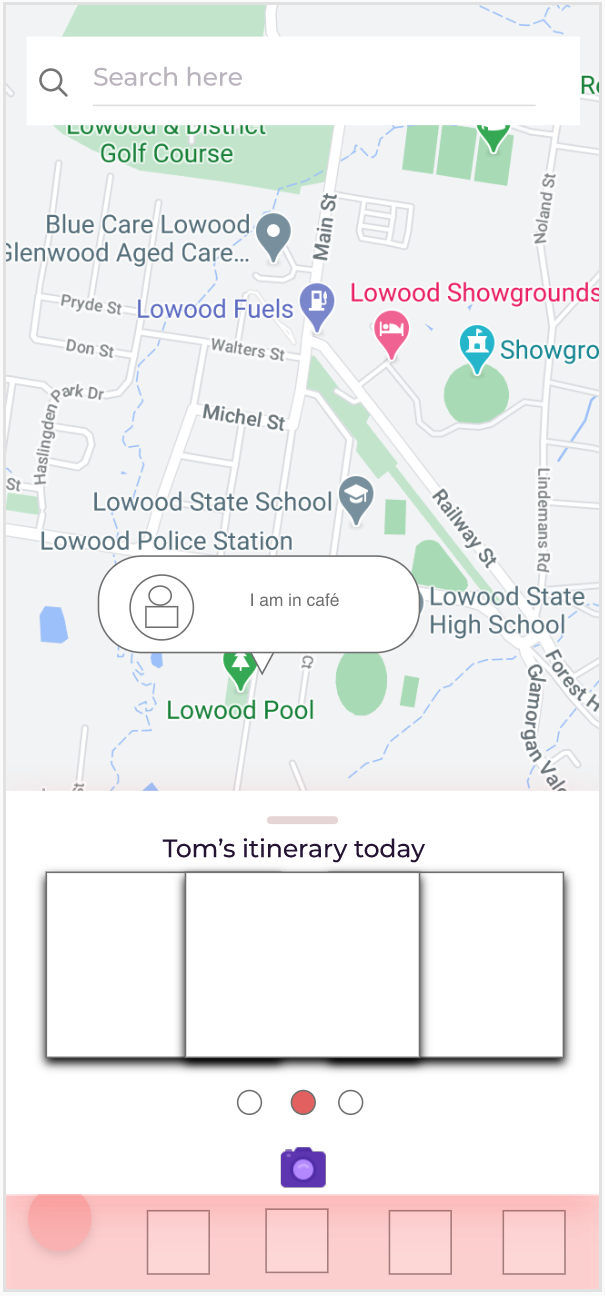 Search here
Re
Lowood & District
Golf Course
Noland St
Blue Care Lowood
Glenwood Aged Care...
Main St
Lowood Showgrounds
Pryde St
Lowood Fuels
Don St
Walters St
Showgro
Park Dr
Haslingden
Michel St
St
Lowood State School
Lindemans Rd
Railway St
Lowood Police Station
I am in café
Lowood State
High School
Ct
Forest H
Glamorgan Vale
Lowood Pool
St
Tom’s itinerary today